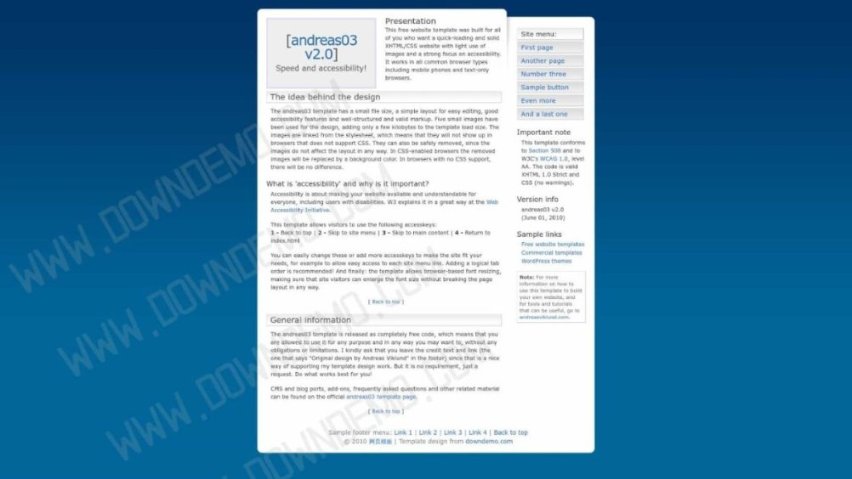 [andreas03
v2.0]
Speed and accessibility!
Presentation
This free website template was built for all
of you who want a quick-loading and solid
XHTML/CSS website with light use of
images and a strong focus on accessibility.
It works in all common browser types
including mobile phones and text-only
browsers.
The idea behind the design
The andreas03 template has a small file size, a simple layout for easy editing, good
accessibility features and well-structured and valid markup. Five small images have
been used for the design, adding only a few kilobytes to the template load size. The
images are linked from the stylesheet, which means that they will not show up in
browsers that does not support CSS. They can also be safely removed, since the
images do not affect the layout in any way. In CSS-enabled browsers the removed
images will be replaced by a background color. In browsers with no CSS support,
there will be no difference.
What is 'accessibility' and why is it important?
Accessibility is about making your website available and understandable for
everyone, including users with disabilities. W3 explains it in a great way at the Web
Accessibility Initiative.
This template allows visitors to use the following accesskeys:
1 - Back to top | 2 - Skip to site menu | 3 - Skip to main content | 4 - Return to
index.html
You can easily change these or add more accesskeys to make the site fit your
needs, for example to allow easy access to each site menu link. Adding a logical tab
order is recommended! And finally: the template allows browser-based font resizing,
making sure that site visitors can enlarge the font size without breaking the page
layout in any way.
[ Back to top ]
General information
The andreas03 template is released as completely free code, which means that you
are allowed to use it for any purpose and in any way you may want to, without any
obligations or limitations. I kindly ask that you leave the credit text and link (the
one that says "Original design by Andreas Viklund" in the footer) since that is a nice
way of supporting my template design work. But it is no requirement, just a
request. Do what works best for you!
CMS and blog ports, add-ons, frequently asked questions and other related material
can be found on the official andreas03 template page.
[ Back to top ]
Site menu:
First page
Another page
Number three
Sample button
Even more
And a last one
Important note
This template conforms
to Section 508 and to
W3C's WCAG 1.0, level
AA. The code is valid
XHTML 1.0 Strict and
CSS (no warnings).
Version info
andreas03 v2.0
(June 01, 2010)
Sample links
Free website templates
Commercial templates
WordPress themes
Note: For more
information on how to
use this template to build
your own website, and
for tools and tutorials
that can be useful, go to
andreasviklund.com.
Sample footer menu: Link 1 | Link 2 | Link 3 | Link 4 | Back to top
© 2010 网页模板 | Template design from downdemo.com
WWW.DOWNDEMO.COM
WWW.DOWNDEMO.COM
WWW.DOWNDEMO.COM
WWW.DOWNDEMO.COM